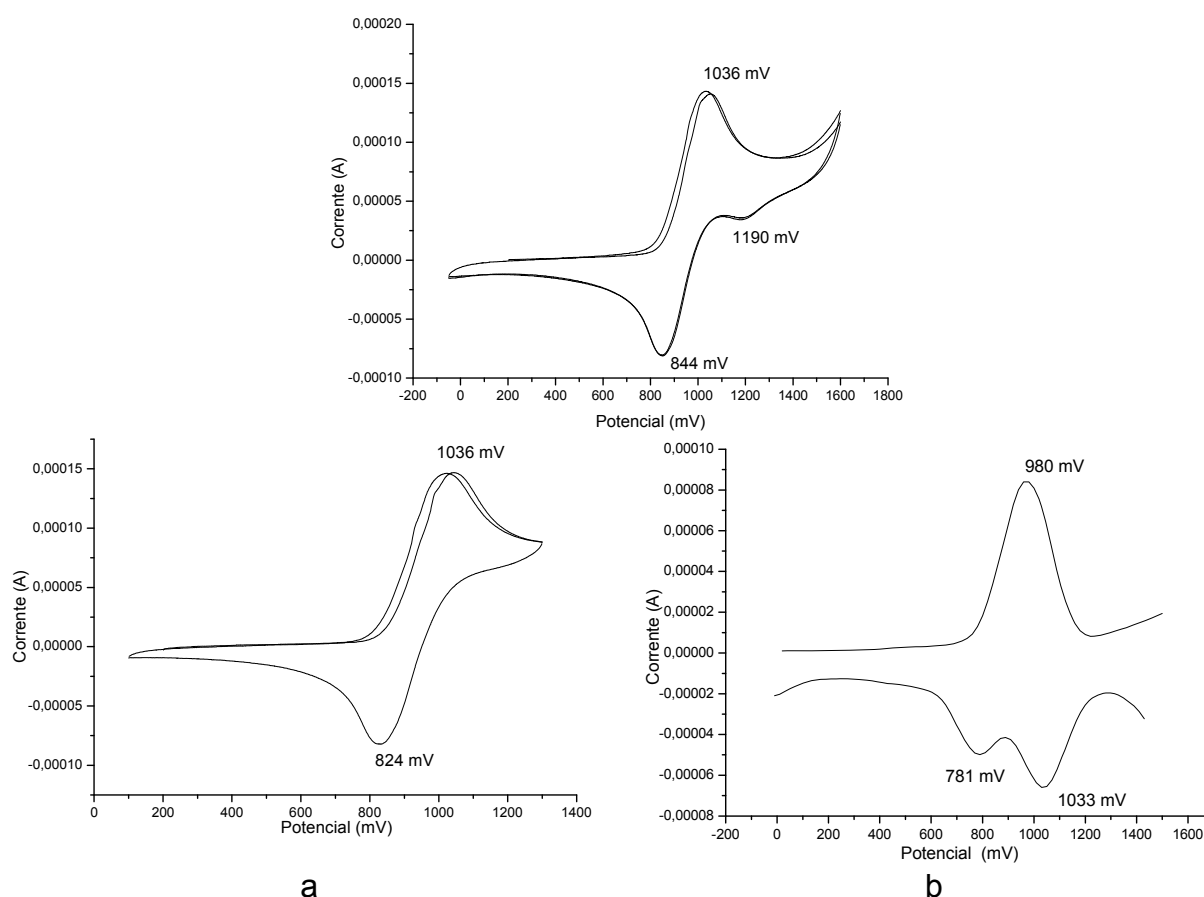 0,00020
0,00015
0,00010
0,00005
0,00000
-0,00005
-0,00010
Corrente (A)
1036 mV
1190 mV
844 mV
-200 0 200 400 600 800 1000 1200 1400 1600 1800
Potencial (mV)
0,00015
0,00010
0,00005
0,00000
-0,00005
-0,00010
Corrente (A)
1036 mV
824 mV
0 200 400 600 800 1000 1200 1400
Potencial (mV)
a
0,00010
0,00008
0,00006
0,00004
0,00002
0,00000
-0,00002
-0,00004
-0,00006
-0,00008
Corrente (A)
980 mV
781 mV
1033 mV
-200 0 200 400 600 800 1000 1200 1400 1600
Potencial (mV)
b